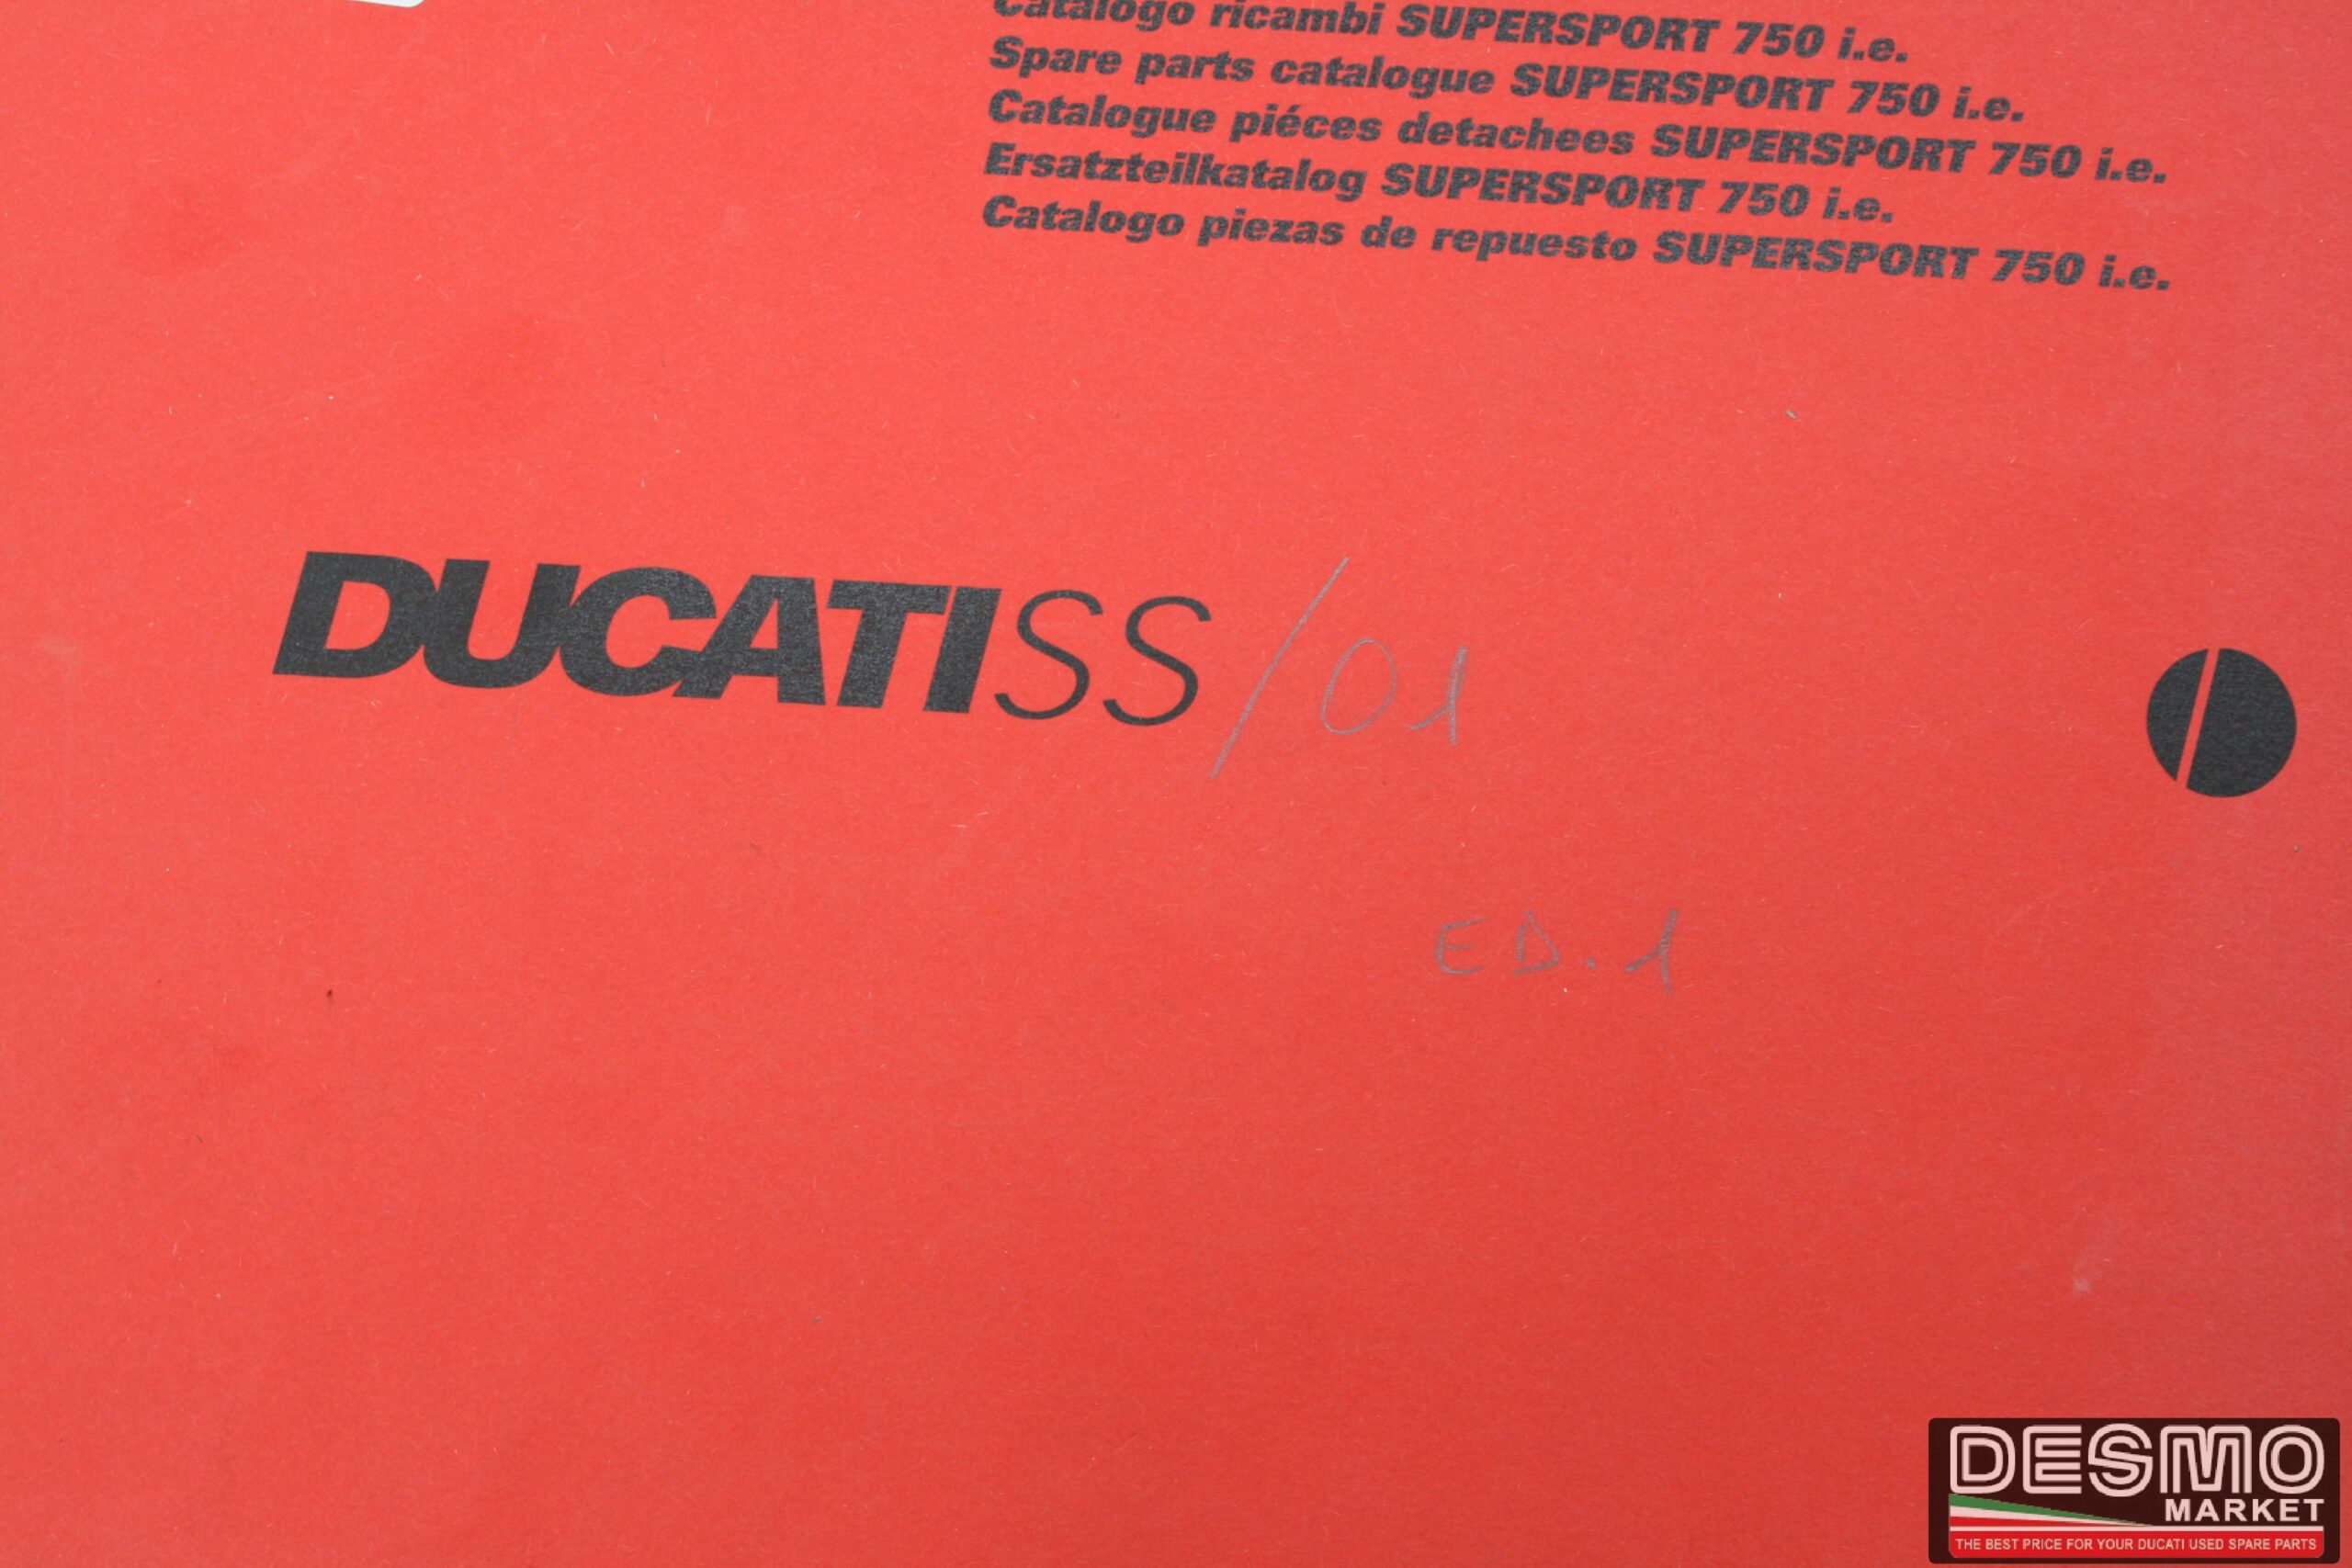 Catalogo ricambi SUPERSPORT 750 i.e.
Spare parts catalogue SUPERSPORT 750 i.e.
Catalogue piéces detachees SUPERSPORT 750 i.e.
Ersatzteilkatalog SUPERSPORT 750 i.e.
Catalogo piezas de repuesto SUPERSPORT 750 i.e.
DUCATISS/01
ED.1
DESMO
MARKET
THE BEST PRICE FOR YOUR DUCATI USED SPARE PARTS